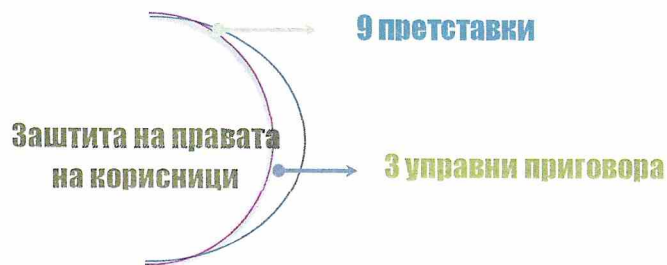 9 претставки
Заштита на правата
на корисници
3 управни приговора